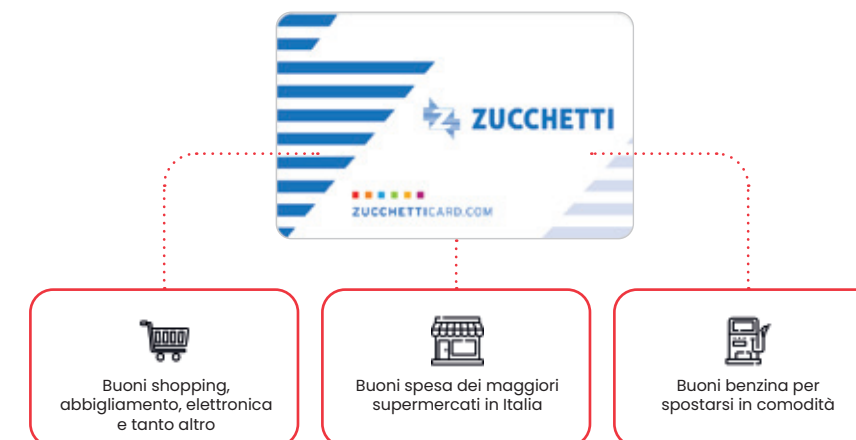 ZUCCHETTI
ZUCCHETTICARD.COM
Buoni shopping,
abbigliamento, elettronica
e tanto altro
Buoni spesa dei maggiori
supermercati in Italia
Buoni benzina per
spostarsi in comodità